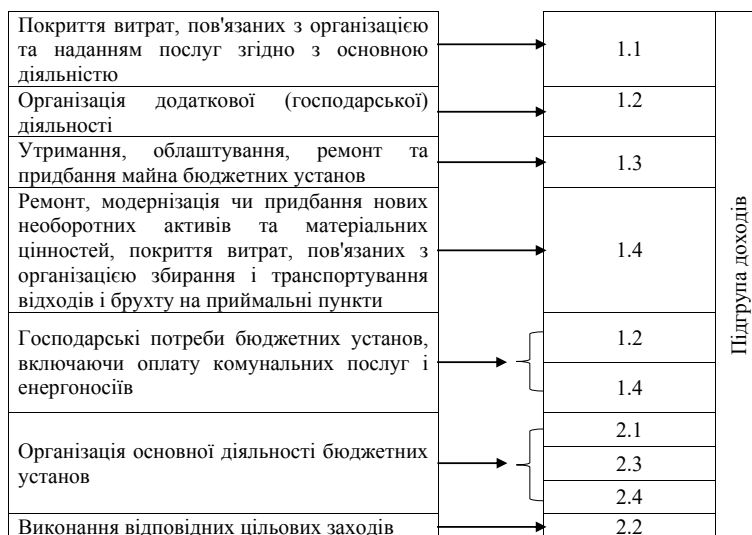 Покриття витрат, пов'язаних з організацією
та наданням послуг згідно з основною
діяльністю
1.1
Організація додаткової (господарської)
діяльності
1.2
Утримання, облаштування, ремонт та
придбання майна бюджетних установ
1.3
Ремонт, модернізація чи придбання нових
необоротних активів та матеріальних
цінностей, покриття витрат, пов'язаних з
організацією збирання і транспортування
відходів і брухту на приймальні пункти
1.4
Господарські потреби бюджетних установ,
включаючи оплату комунальних послуг і
енергоносіїв
1.2
1.4
Організація основної діяльності бюджетних
установ
2.1
2.3
2.4
Виконання відповідних цільових заходів
2.2
Підгрупа доходів